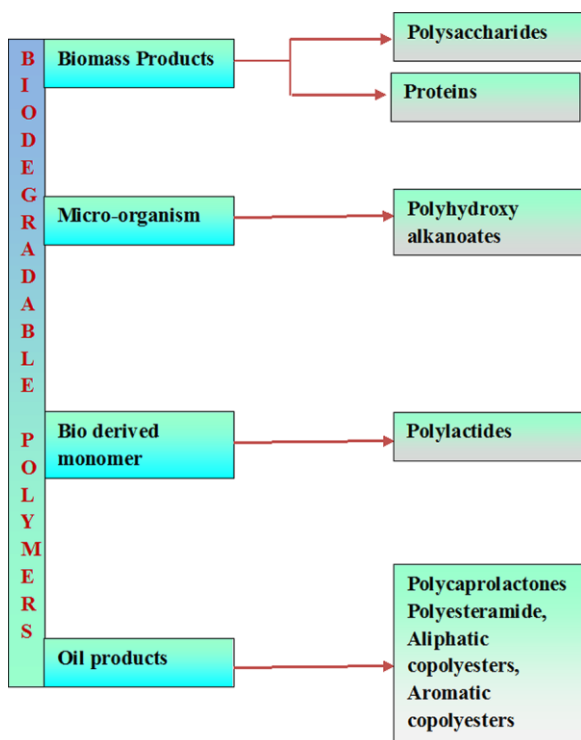 BIODEGRADABLE POLYMERS
Biomass Products
Polysaccharides
Proteins
Micro-organism
Polyhydroxy
alkanoates
Bio derived
monomer
Polylactides
Oil products
Polycaprolactones
Polyesteramide,
Aliphatic
copolyesters,
Aromatic
copolyesters